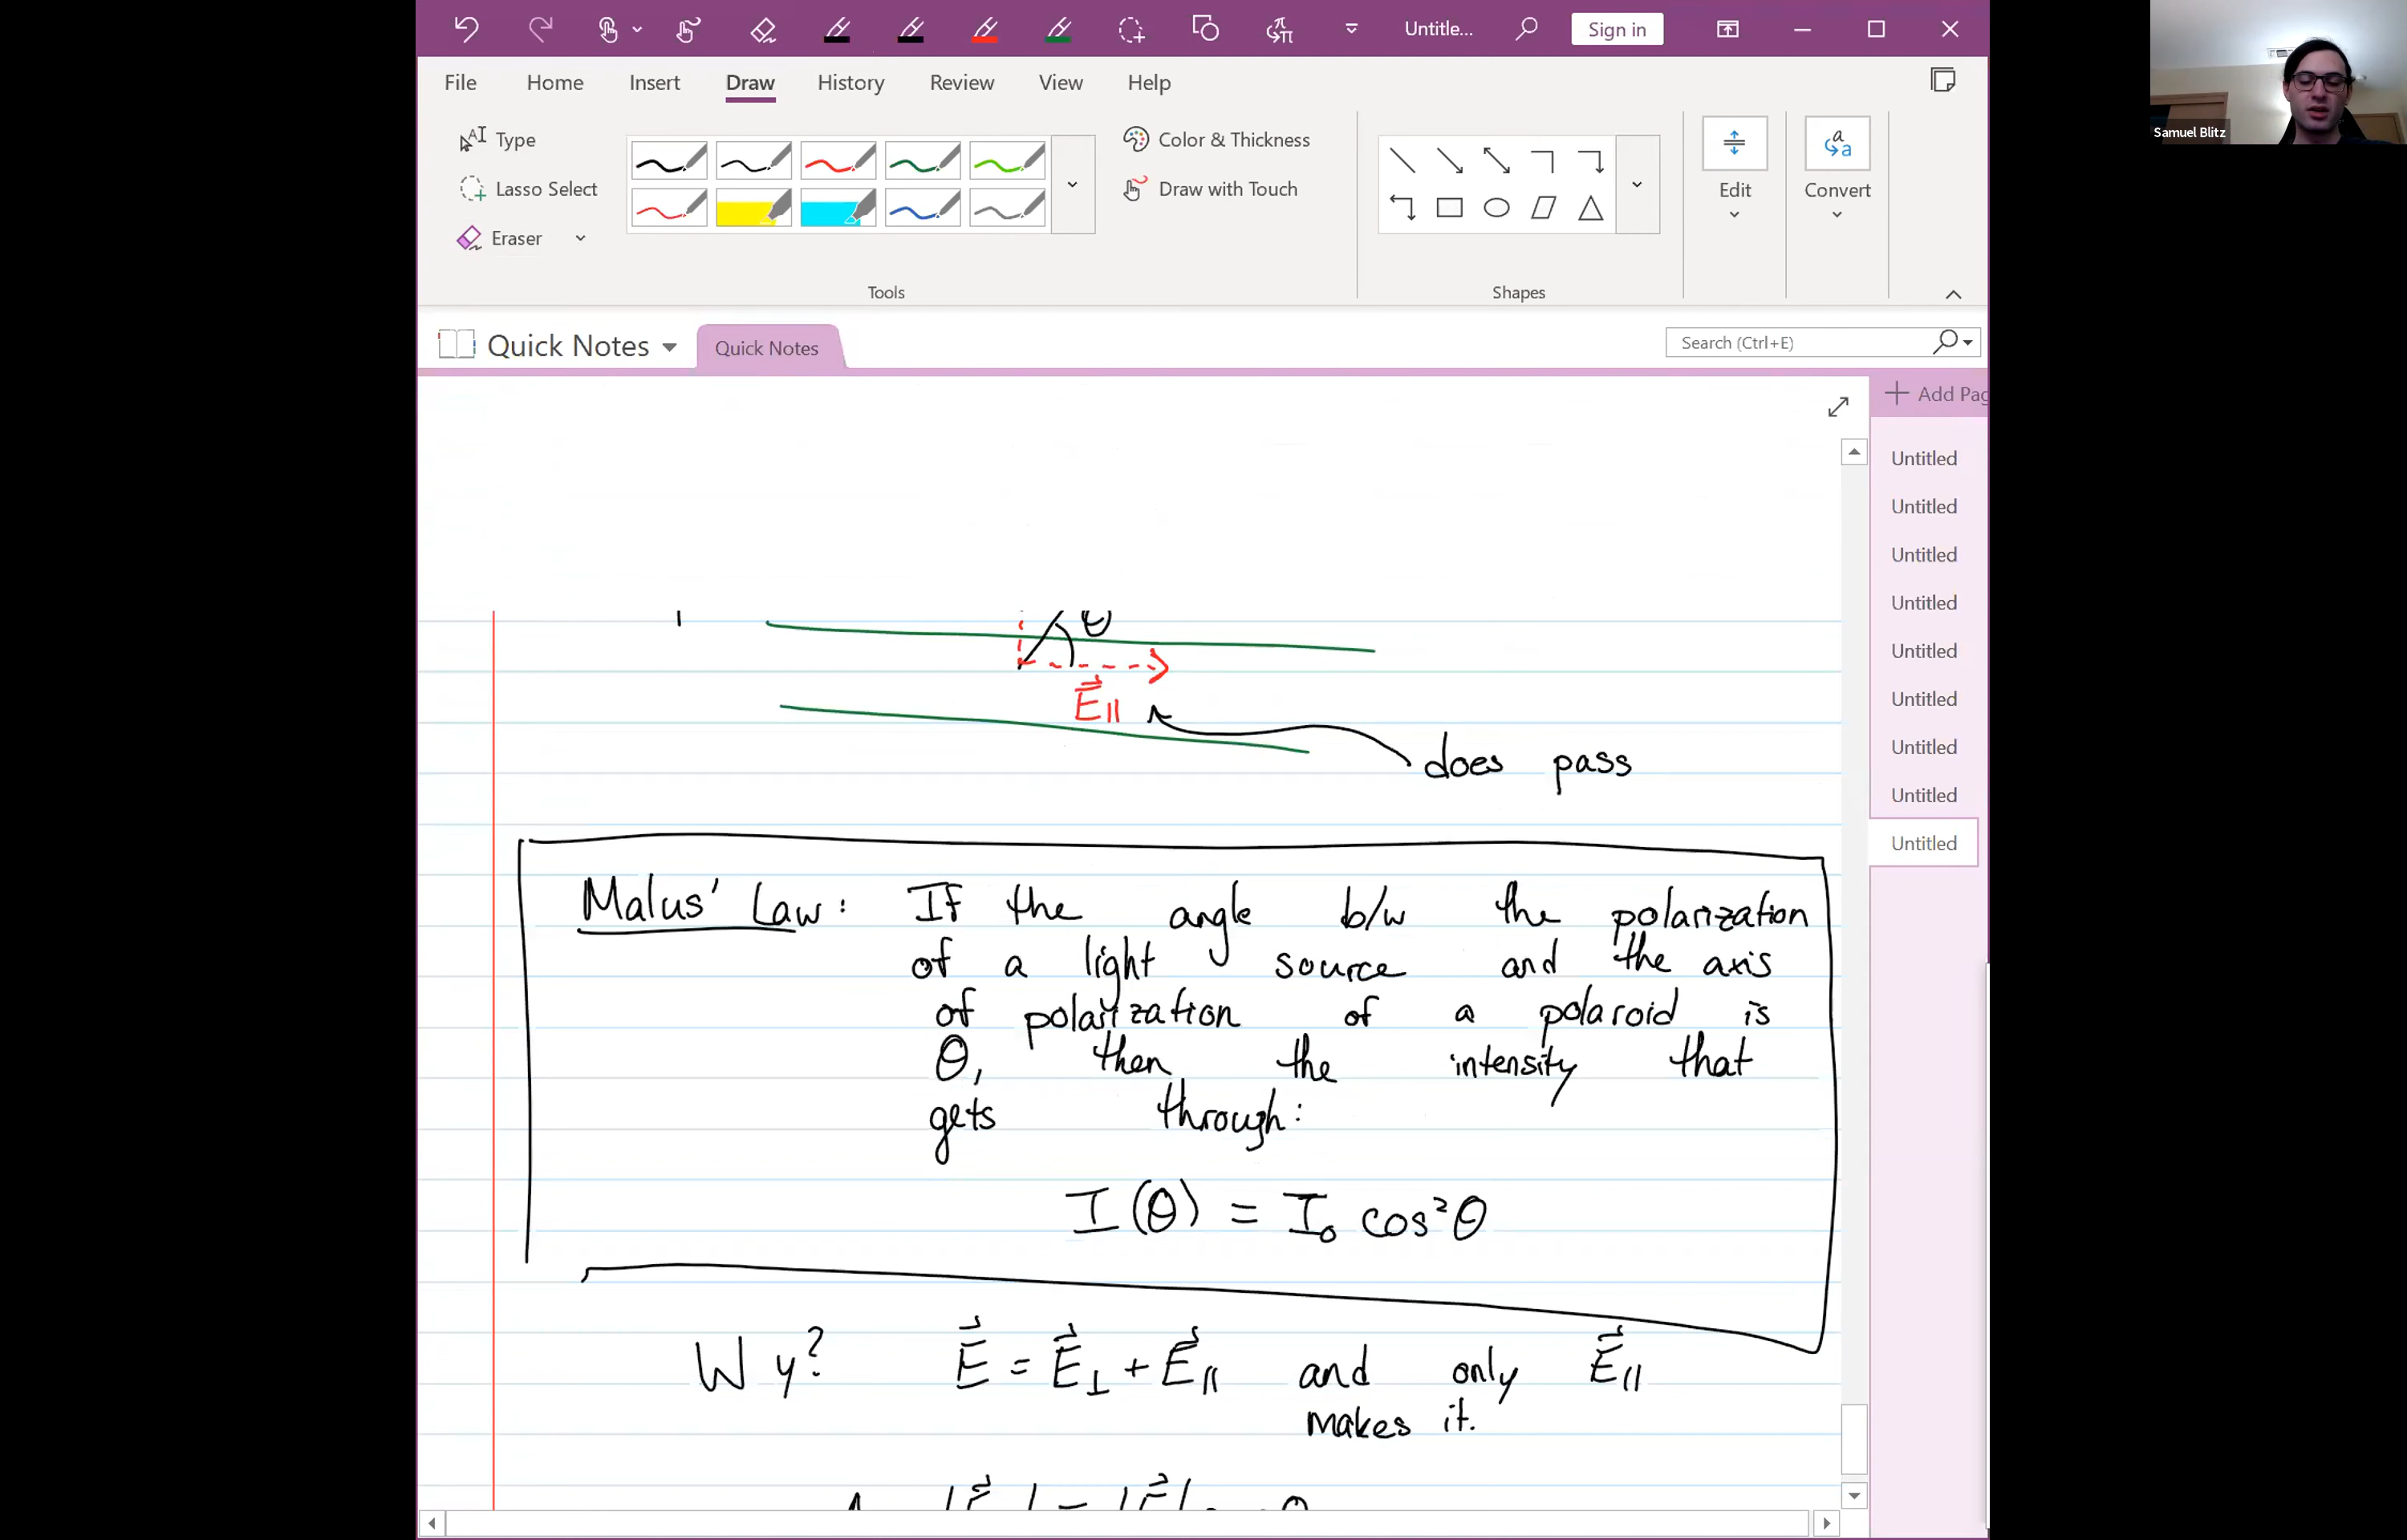 Untitle...
Sign in
File Home Insert Draw History Review View Help
Type
Lasso Select
Eraser
Color & Thickness
Draw with Touch
Edit
Convert
Tools
Shapes
Samuel Blitz
Quick Notes
Quick Notes
Search (Ctrl+E)
Add Pag
Untitled
Untitled
Untitled
Untitled
Untitled
Untitled
Untitled
Untitled
Untitled
θ
E⃗||
does pass
Malus' Law: If the angle b/w the polarization
of a light source and the axis
of polarization of a polaroid is
θ, then the intensity that
gets through:
I(θ) = I₀ cos²θ
W y? E⃗ = E⃗⊥ + E⃗|| and only E⃗||
makes it.